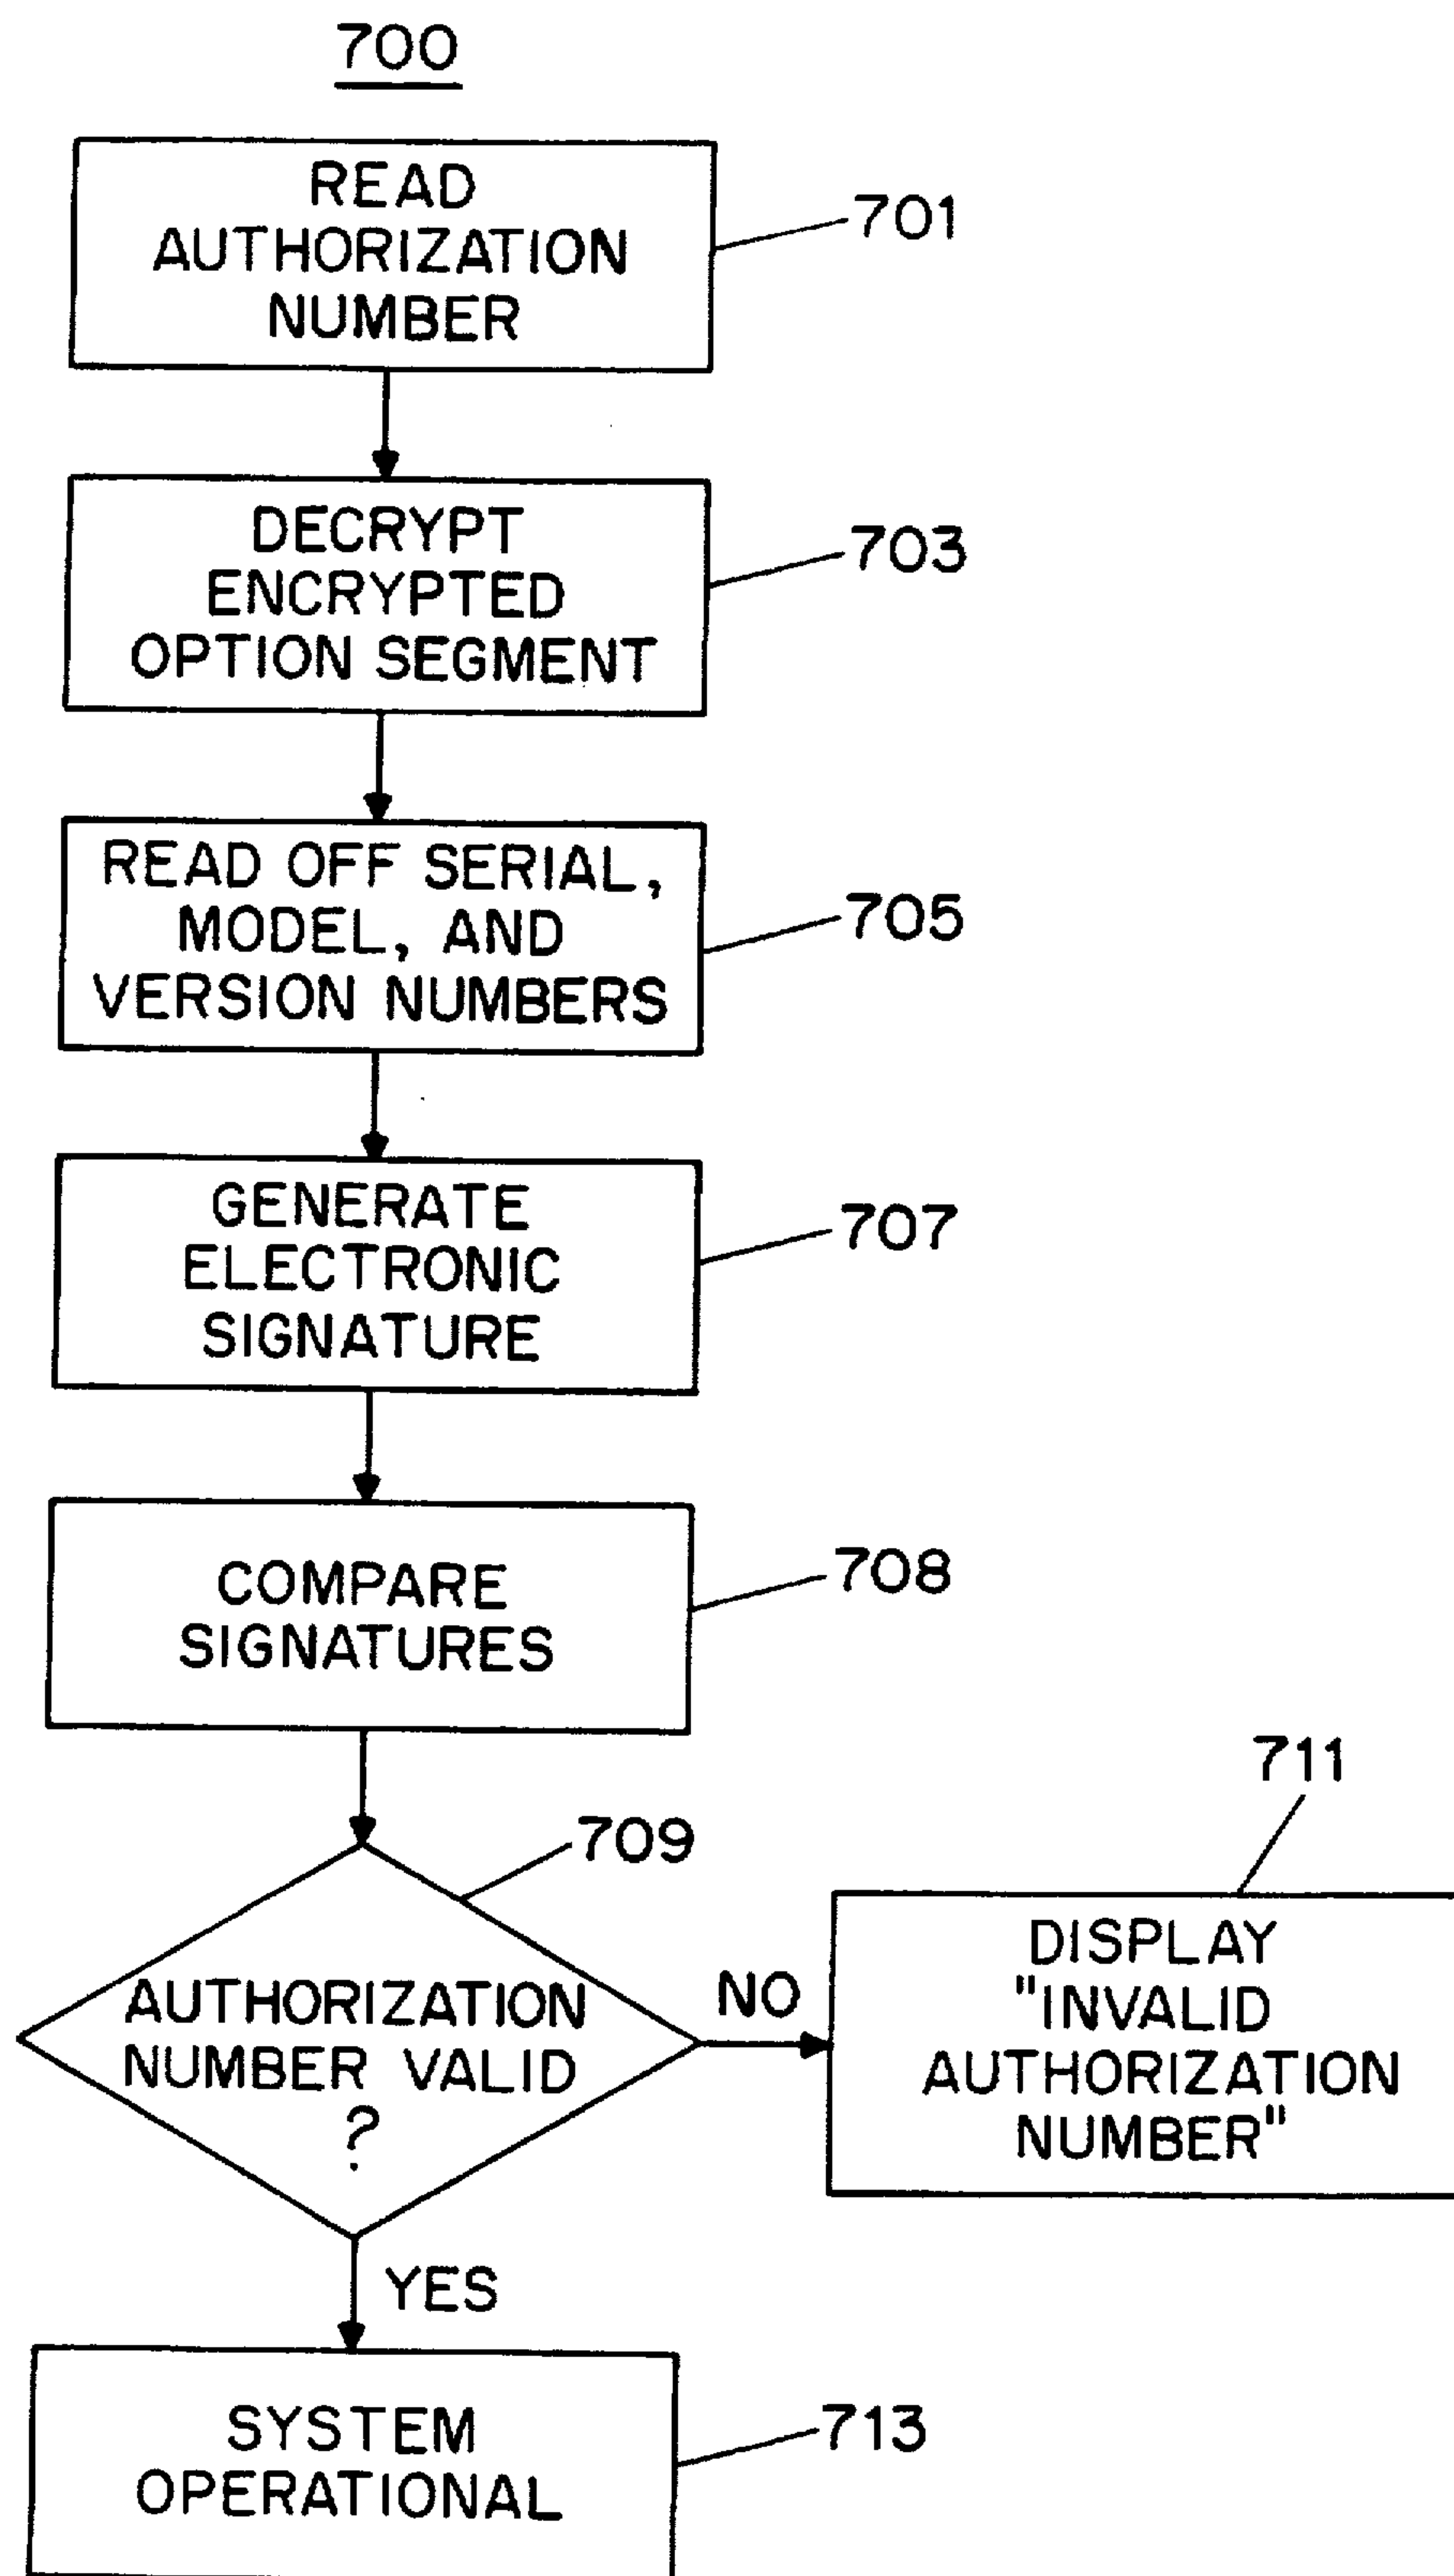 700
READ
AUTHORIZATION
NUMBER
701
DECRYPT
ENCRYPTED
OPTION SEGMENT
703
READ OFF SERIAL,
MODEL, AND
VERSION NUMBERS
705
GENERATE
ELECTRONIC
SIGNATURE
707
COMPARE
SIGNATURES
708
709
AUTHORIZATION
NUMBER VALID
?
NO
711
DISPLAY
"INVALID
AUTHORIZATION
NUMBER"
YES
SYSTEM
OPERATIONAL
713